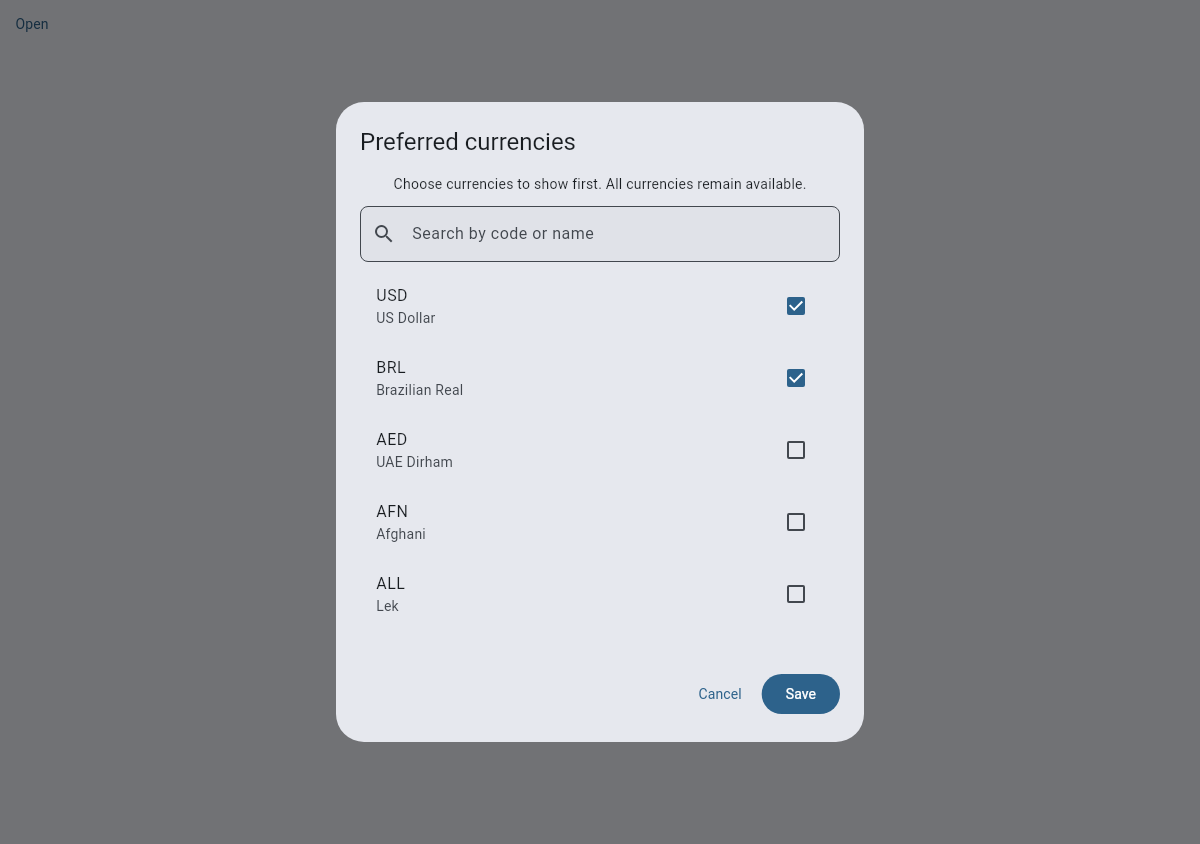 Open
Preferred currencies
Choose currencies to show first. All currencies remain available.
Search by code or name
USD
US Dollar
BRL
Brazilian Real
AED
UAE Dirham
AFN
Afghani
ALL
Lek
Cancel
Save